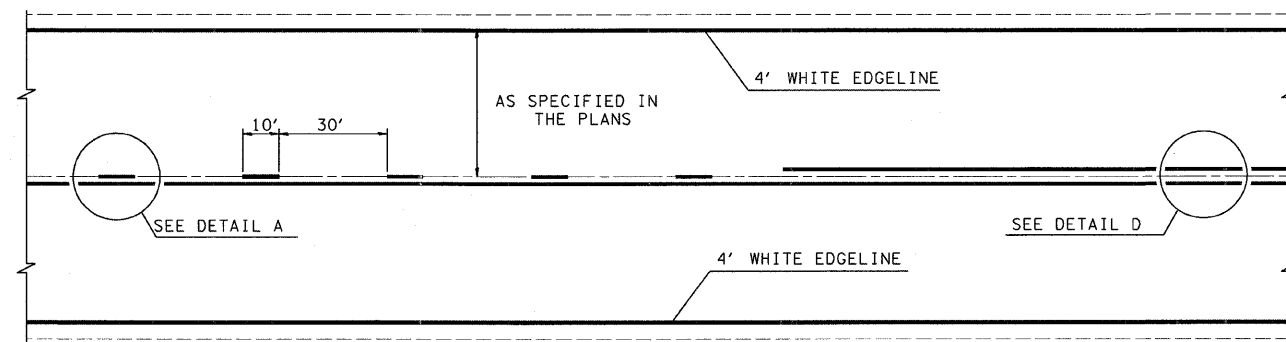 4' WHITE EDGELINE
AS SPECIFIED IN
THE PLANS
10' 30'
SEE DETAIL A
SEE DETAIL D
4' WHITE EDGELINE